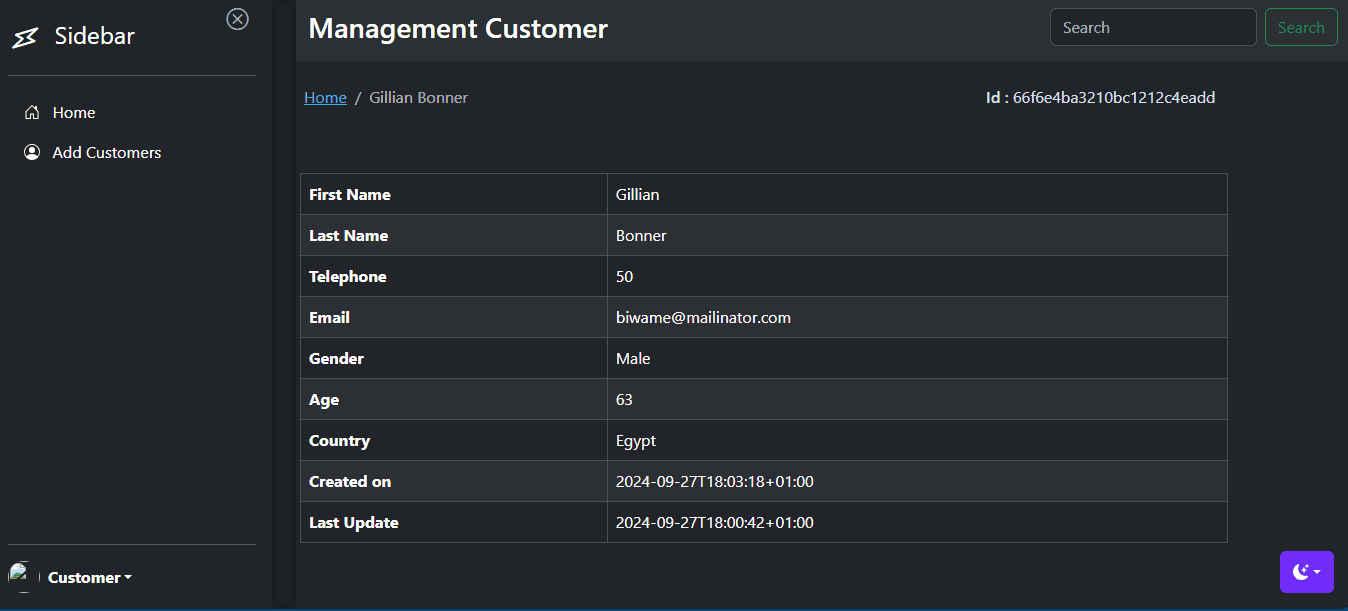 Sidebar
Management Customer
Search
Search
Home / Gillian Bonner
Id : 66f6e4ba3210bc1212c4eadd
Home
Add Customers
First Name Gillian
Last Name Bonner
Telephone 50
Email biwame@mailinator.com
Gender Male
Age 63
Country Egypt
Created on 2024-09-27T18:03:18+01:00
Last Update 2024-09-27T18:00:42+01:00
Customer